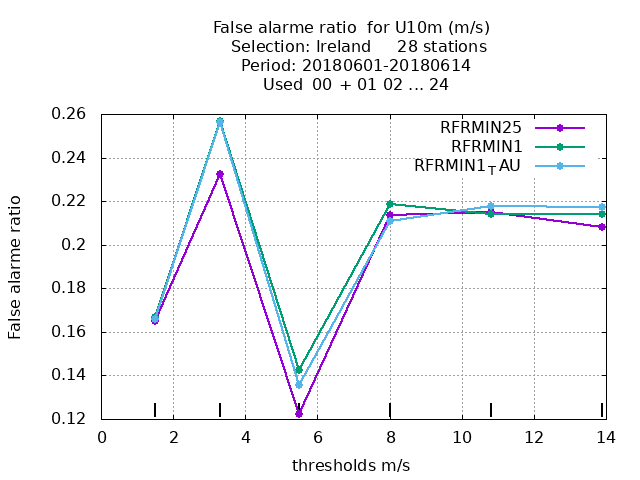 False alarme ratio  for U10m (m/s)
Selection: Ireland     28 stations
Period: 20180601-20180614
Used  00 + 01 02 ... 24
RFRMIN25
RFRMIN1
RFRMIN1TAU
False alarme ratio
0.26
0.24
0.22
0.2
0.18
0.16
0.14
0.12
0 2 4 6 8 10 12 14
thresholds m/s